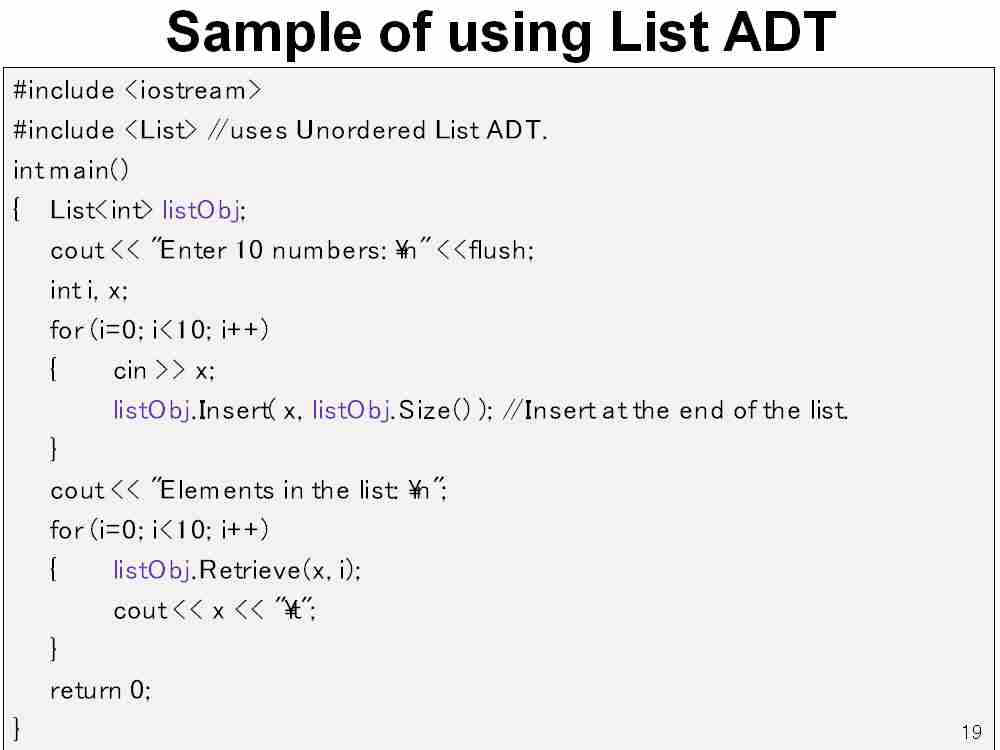 Sample of using List ADT
#include <iostream>
#include <List> //uses Unordered List ADT.
int main()
{ List<int> listObj;
cout << "Enter 10 numbers: ¥n" <<flush;
int i, x;
for (i=0; i<10; i++)
{ cin >> x;
listObj.Insert( x, listObj.Size() ); //Insert at the end of the list.
}
cout << "Elements in the list: ¥n";
for (i=0; i<10; i++)
{ listObj.Retrieve(x, i);
cout << x << "¥t";
}
return 0;
}
19